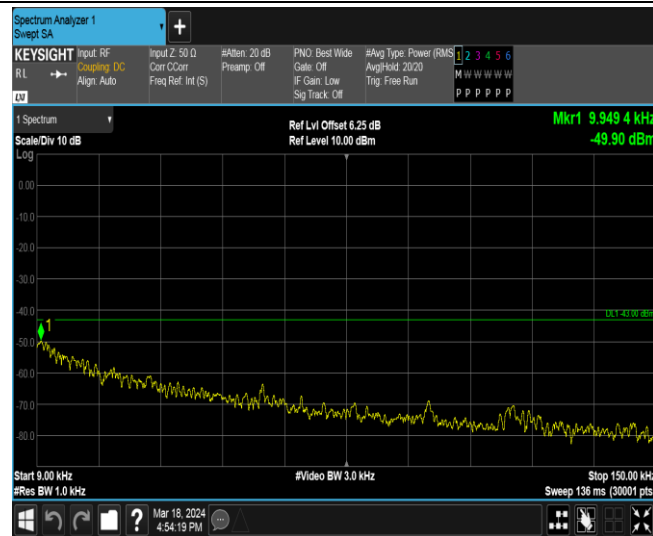 Spectrum Analyzer 1
Swept SA
+
KEYSIGHT
R L
LXI
Input: RF
Coupling: DC
Align: Auto
Input Z: 50 Ω
Corr CCorr
Freq Ref: Int (S)
#Atten: 20 dB
Preamp: Off
PNO: Best Wide
Gate: Off
IF Gain: Low
Sig Track: Off
#Avg Type: Power (RMS
Avg|Hold: 20/20
Trig: Free Run
1 2 3 4 5 6
M W W W W W
P P P P P P
1 Spectrum
Scale/Div 10 dB
Log
Ref Lvl Offset 6.25 dB
Ref Level 10.00 dBm
Mkr1 9.949 4 kHz
-49.90 dBm
0.00
-10.0
-20.0
-30.0
-40.0
-50.0
-60.0
-70.0
-80.0
DL1 -43.00 dBm
1
Start 9.00 kHz
#Res BW 1.0 kHz
#Video BW 3.0 kHz
Stop 150.00 kHz
Sweep 136 ms (30001 pts
?
Mar 18, 2024
4:54:19 PM